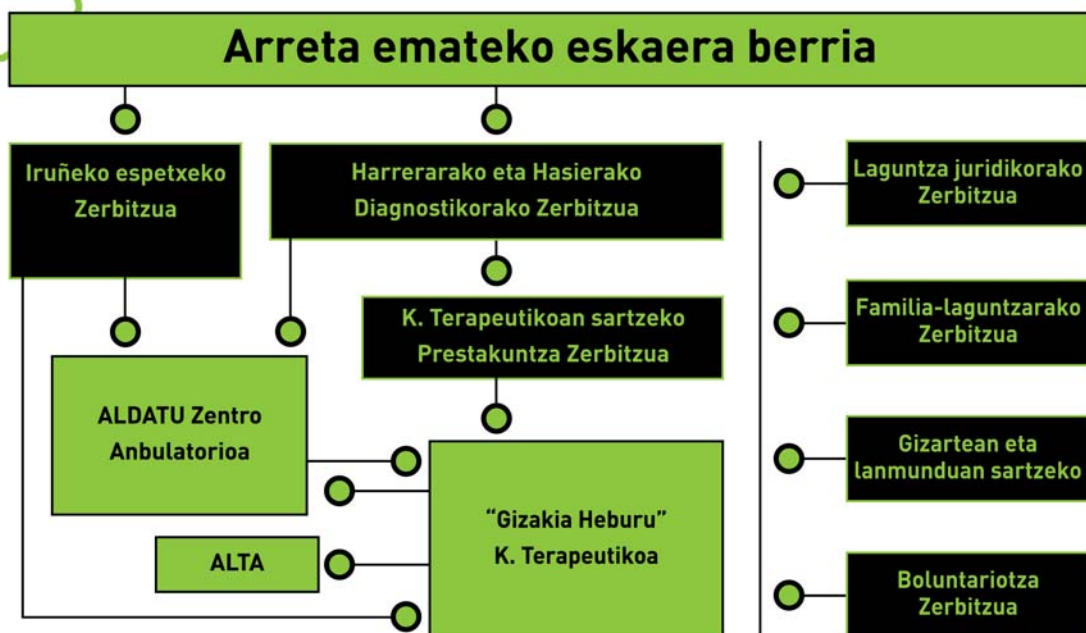 Arreta emateko eskaera berria
Iruñeko espetxeko
Zerbitzua
Harrerarako eta Hasierako
Diagnostikorako Zerbitzua
K. Terapeutikoan sartzeko
Prestakuntza Zerbitzua
ALDATU Zentro
Anbulatorioa
"Gizakia Heburu"
K. Terapeutikoa
ALTA
Laguntza juridikorako
Zerbitzua
Familia-laguntzarako
Zerbitzua
Gizartean eta
lanmunduan sartzeko
Boluntariotza
Zerbitzua